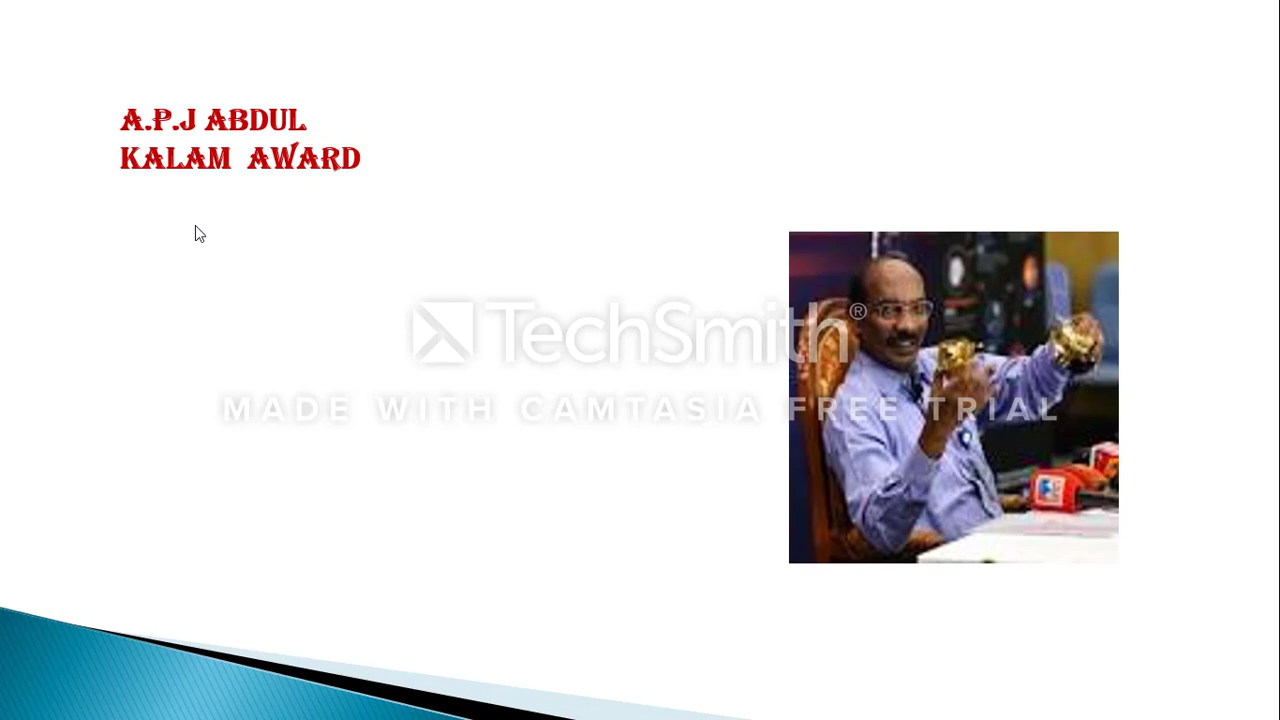 A.P.J ABDUL
KALAM AWARD
TechSmith®
MADE WITH CAMTASIA FREE TRIAL